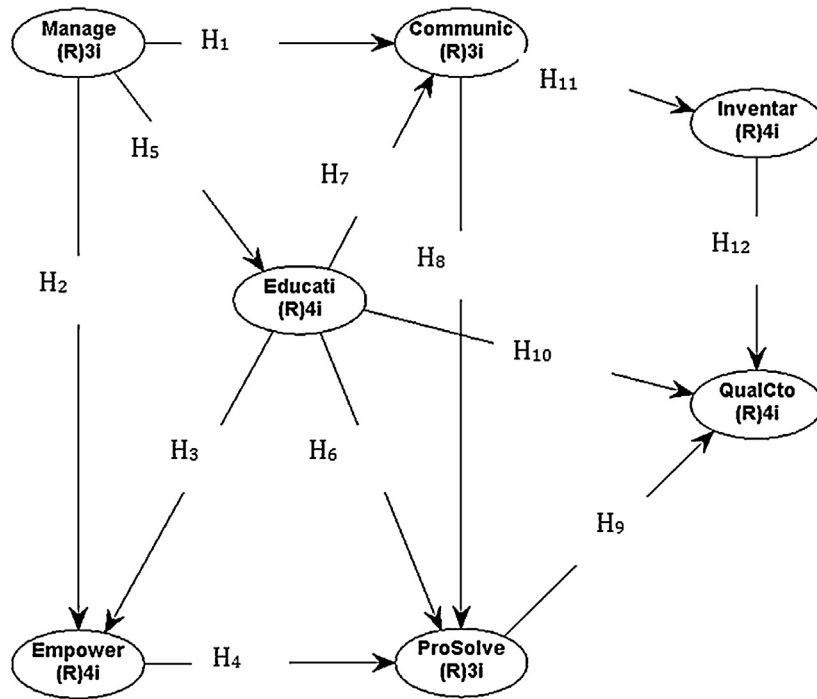 Manage
(R)3i
H₁
Communic
(R)3i
H₁₁
Inventar
(R)4i
H₅
H₇
H₂
H₈
H₁₂
Educati
(R)4i
H₁₀
QualCto
(R)4i
H₃
H₆
H₉
Empower
(R)4i
H₄
ProSolve
(R)3i